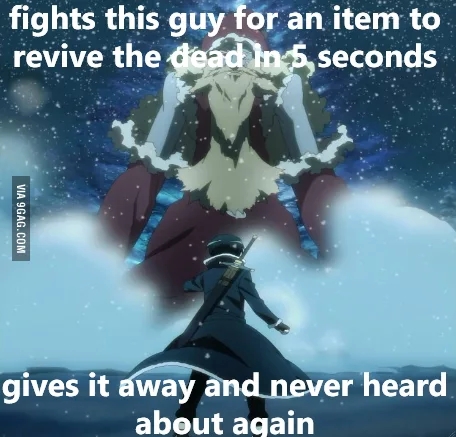 fights this guy for an item to
revive the dead in 5 seconds
VIA 9GAG.COM
gives it away and never heard
about again